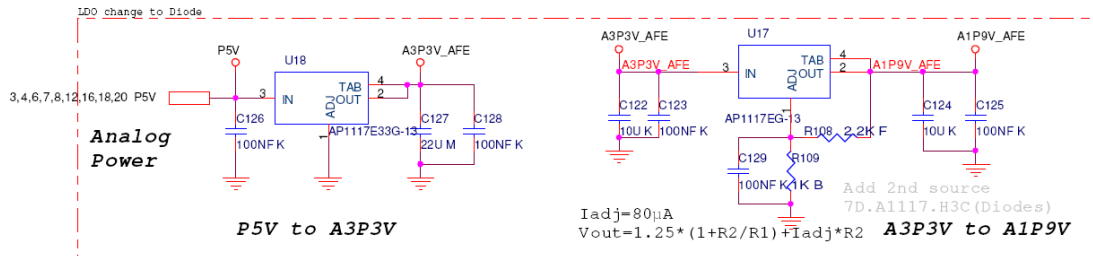 LDO change to Diode
P5V
U18
A3P3V_AFE
3,4,6,7,8,12,16,18,20 P5V
3
IN
TAB
OUT
ADJ
4
2
1
AP1117E33G-13
C126
100NF K
C127
22U M
C128
100NF K
Analog
Power
P5V to A3P3V
A3P3V_AFE
A3P3V_AFE
U17
3
IN
TAB
OUT
ADJ
4
2
1
AP1117EG-13
A1P9V_AFE
A1P9V_AFE
C122
10U K
C123
100NF K
C124
10U K
C125
100NF K
R108
2.2K F
C129
100NF K
R109
1K B
Add 2nd source
7D.A1117.H3C(Diodes)
Iadj=80µA
Vout=1.25*(1+R2/R1)+Iadj*R2
A3P3V to A1P9V